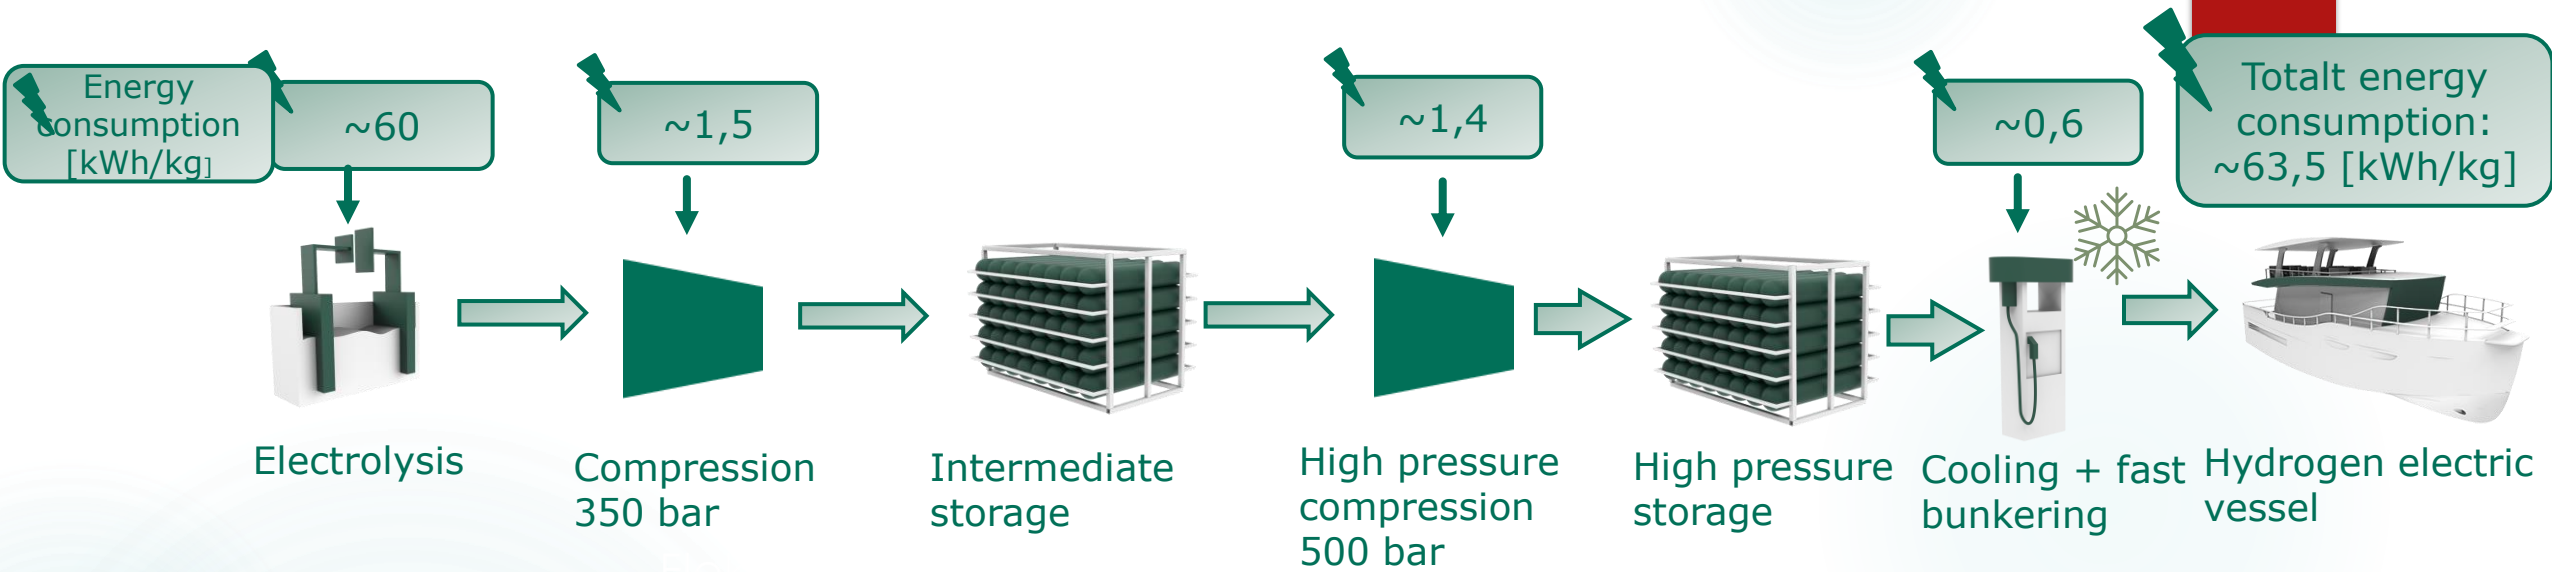 Energy
consumption
[kWh/kg]
~60
~1,5
~1,4
~0,6
Totalt energy
consumption:
~63,5 [kWh/kg]
Electrolysis
Compression
350 bar
Intermediate
storage
High pressure
compression
500 bar
High pressure
storage
Cooling + fast
bunkering
Hydrogen electric
vessel